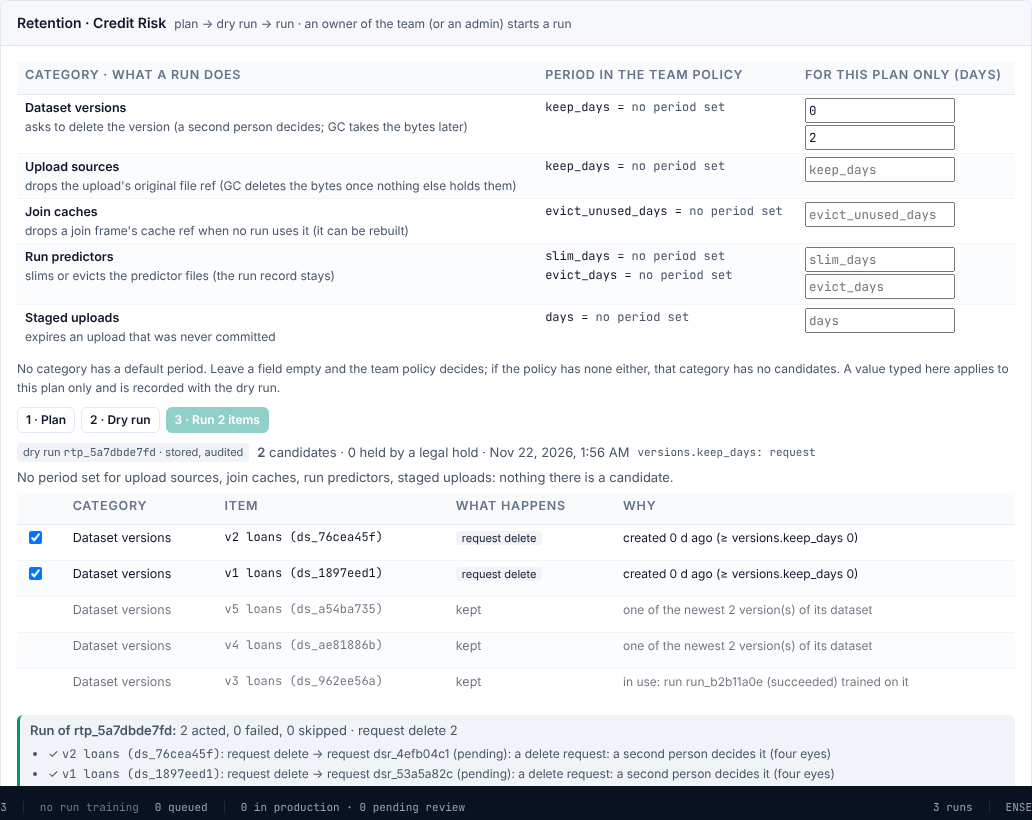 Retention · Credit Risk plan → dry run → run · an owner of the team (or an admin) starts a run
CATEGORY · WHAT A RUN DOES PERIOD IN THE TEAM POLICY FOR THIS PLAN ONLY (DAYS)
Dataset versions keep_days = no period set 0
asks to delete the version (a second person decides; GC takes the bytes later)
2
Upload sources keep_days = no period set keep_days
drops the upload's original file ref (GC deletes the bytes once nothing else holds them)
Join caches evict_unused_days = no period set evict_unused_days
drops a join frame's cache ref when no run uses it (it can be rebuilt)
Run predictors slim_days = no period set slim_days
slims or evicts the predictor files (the run record stays) evict_days = no period set evict_days
Staged uploads days = no period set days
expires an upload that was never committed
No category has a default period. Leave a field empty and the team policy decides; if the policy has none either, that category has no candidates. A value typed here applies to
this plan only and is recorded with the dry run.
1 · Plan 2 · Dry run 3 · Run 2 items
dry run rtp_5a7dbde7fd · stored, audited 2 candidates · 0 held by a legal hold · Nov 22, 2026, 1:56 AM versions.keep_days: request
No period set for upload sources, join caches, run predictors, staged uploads: nothing there is a candidate.
CATEGORY ITEM WHAT HAPPENS WHY
Dataset versions v2 loans (ds_76cea45f) request delete created 0 d ago (≥ versions.keep_days 0)
Dataset versions v1 loans (ds_1897eed1) request delete created 0 d ago (≥ versions.keep_days 0)
Dataset versions v5 loans (ds_a54ba735) kept one of the newest 2 version(s) of its dataset
Dataset versions v4 loans (ds_ae81886b) kept one of the newest 2 version(s) of its dataset
Dataset versions v3 loans (ds_962ee56a) kept in use: run run_b2b11a0e (succeeded) trained on it
Run of rtp_5a7dbde7fd: 2 acted, 0 failed, 0 skipped · request delete 2
• ✓ v2 loans (ds_76cea45f): request delete → request dsr_4efb04c1 (pending): a delete request: a second person decides it (four eyes)
• ✓ v1 loans (ds_1897eed1): request delete → request dsr_53a5a82c (pending): a delete request: a second person decides it (four eyes)
3 no run training 0 queued 0 in production · 0 pending review 3 runs ENSE